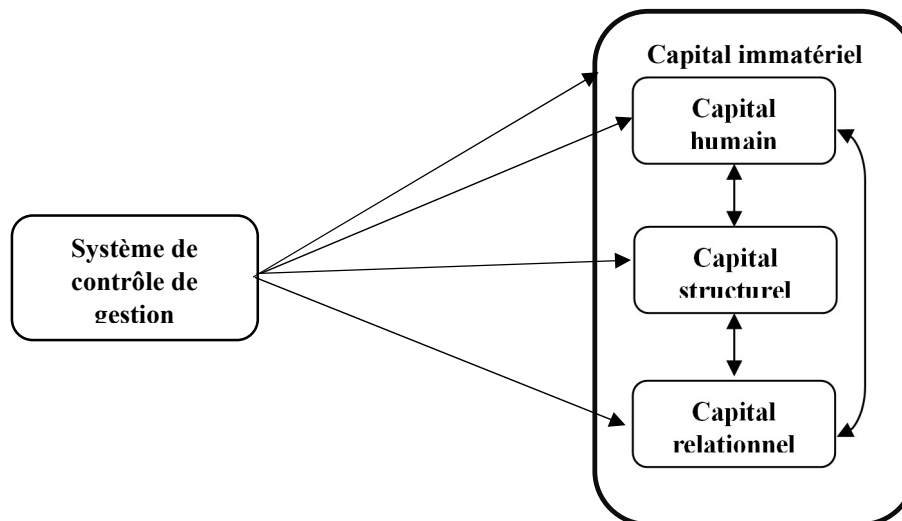 Capital immatériel
Capital
humain
Système de
contrôle de
gestion
Capital
structurel
Capital
relationnel